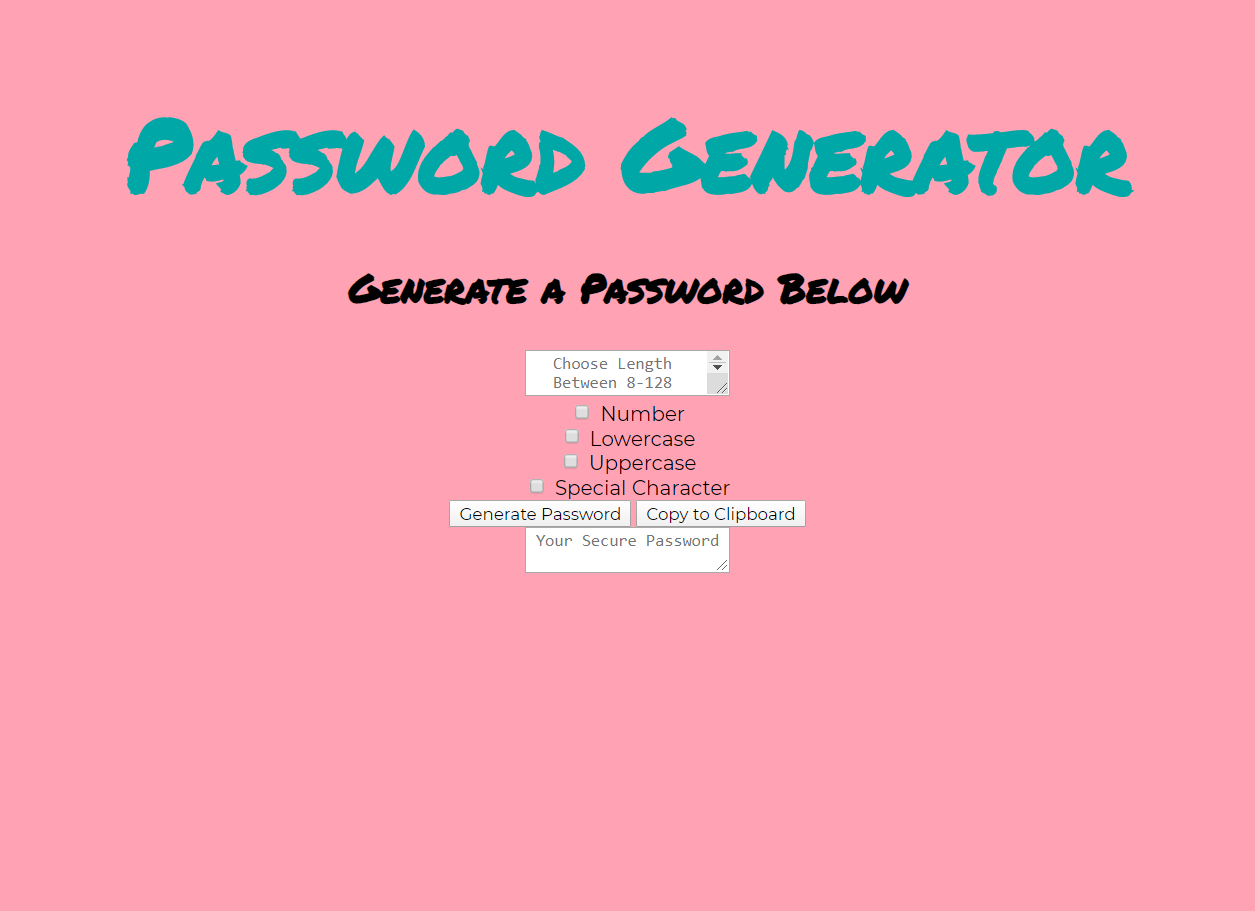 Password Generator
Generate a Password Below
Choose Length
Between 8-128
Number
Lowercase
Uppercase
Special Character
Generate Password Copy to Clipboard
Your Secure Password